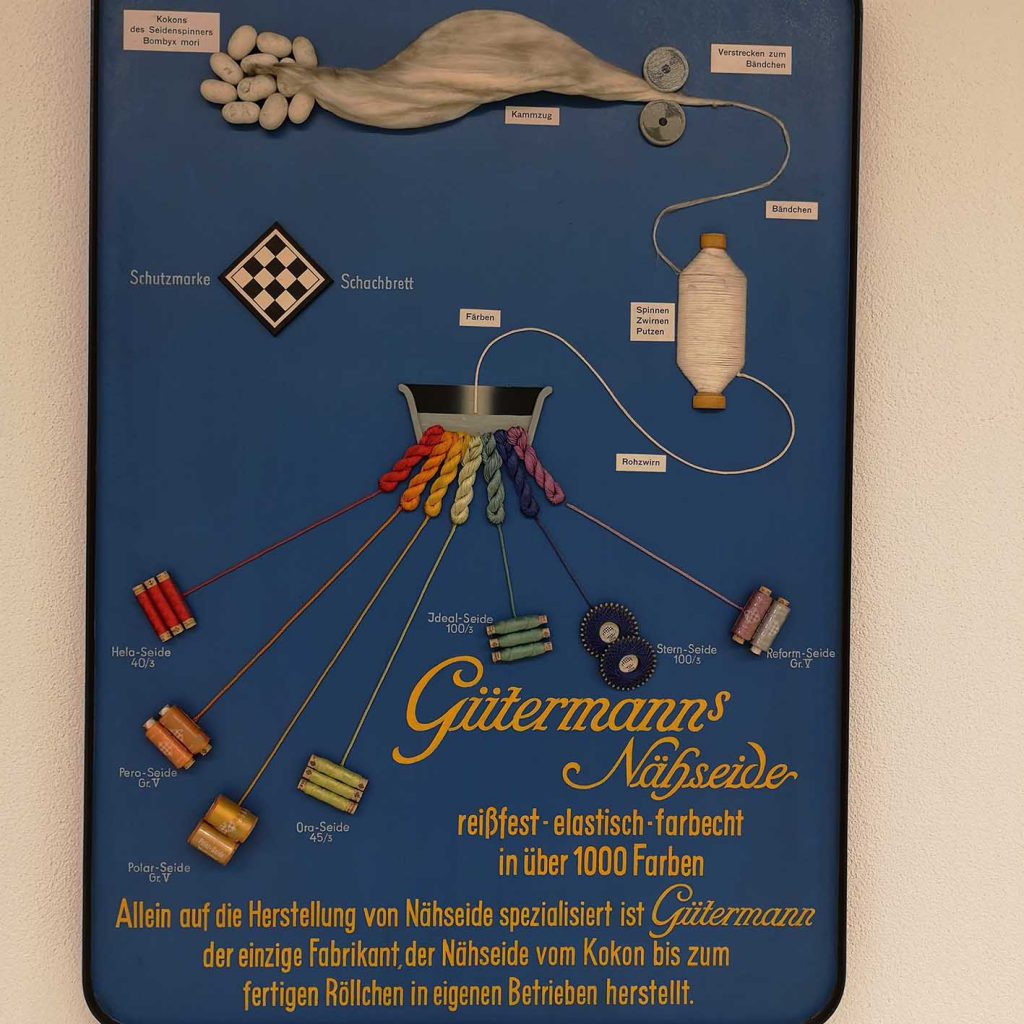 Kokons
des Seidenspinners
Bombyx mori
Verstrecken zum
Bändchen
Kammzug
Bändchen
Schutzmarke
Schachbrett
Spinnen
Zwirnen
Putzen
Färben
Rohzwirn
Hela-Seide
40/3
Jdeal-Seide
100/3
Stern-Seide
100/3
Reform-Seide
Gr. V
Pero-Seide
Gr. V
Ora-Seide
45/3
Polar-Seide
Gr. V
Gütermanns
Nähseide
reißfest-elastisch-farbecht
in über 1000 Farben
Allein auf die Herstellung von Nähseide spezialisiert ist Gütermann
der einzige Fabrikant, der Nähseide vom Kokon bis zum
fertigen Röllchen in eigenen Betrieben herstellt.